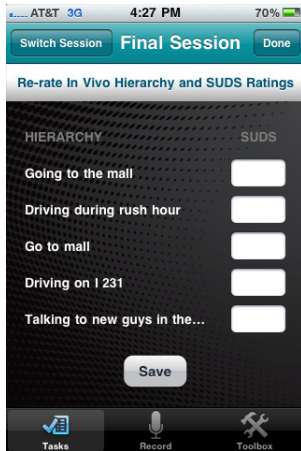 AT&T 3G 4:27 PM 70%
Switch Session Final Session Done
Re-rate In Vivo Hierarchy and SUDS Ratings
HIERARCHY SUDS
Going to the mall
Driving during rush hour
Go to mall
Driving on I 231
Talking to new guys in the...
Save
Tasks Record Toolbox